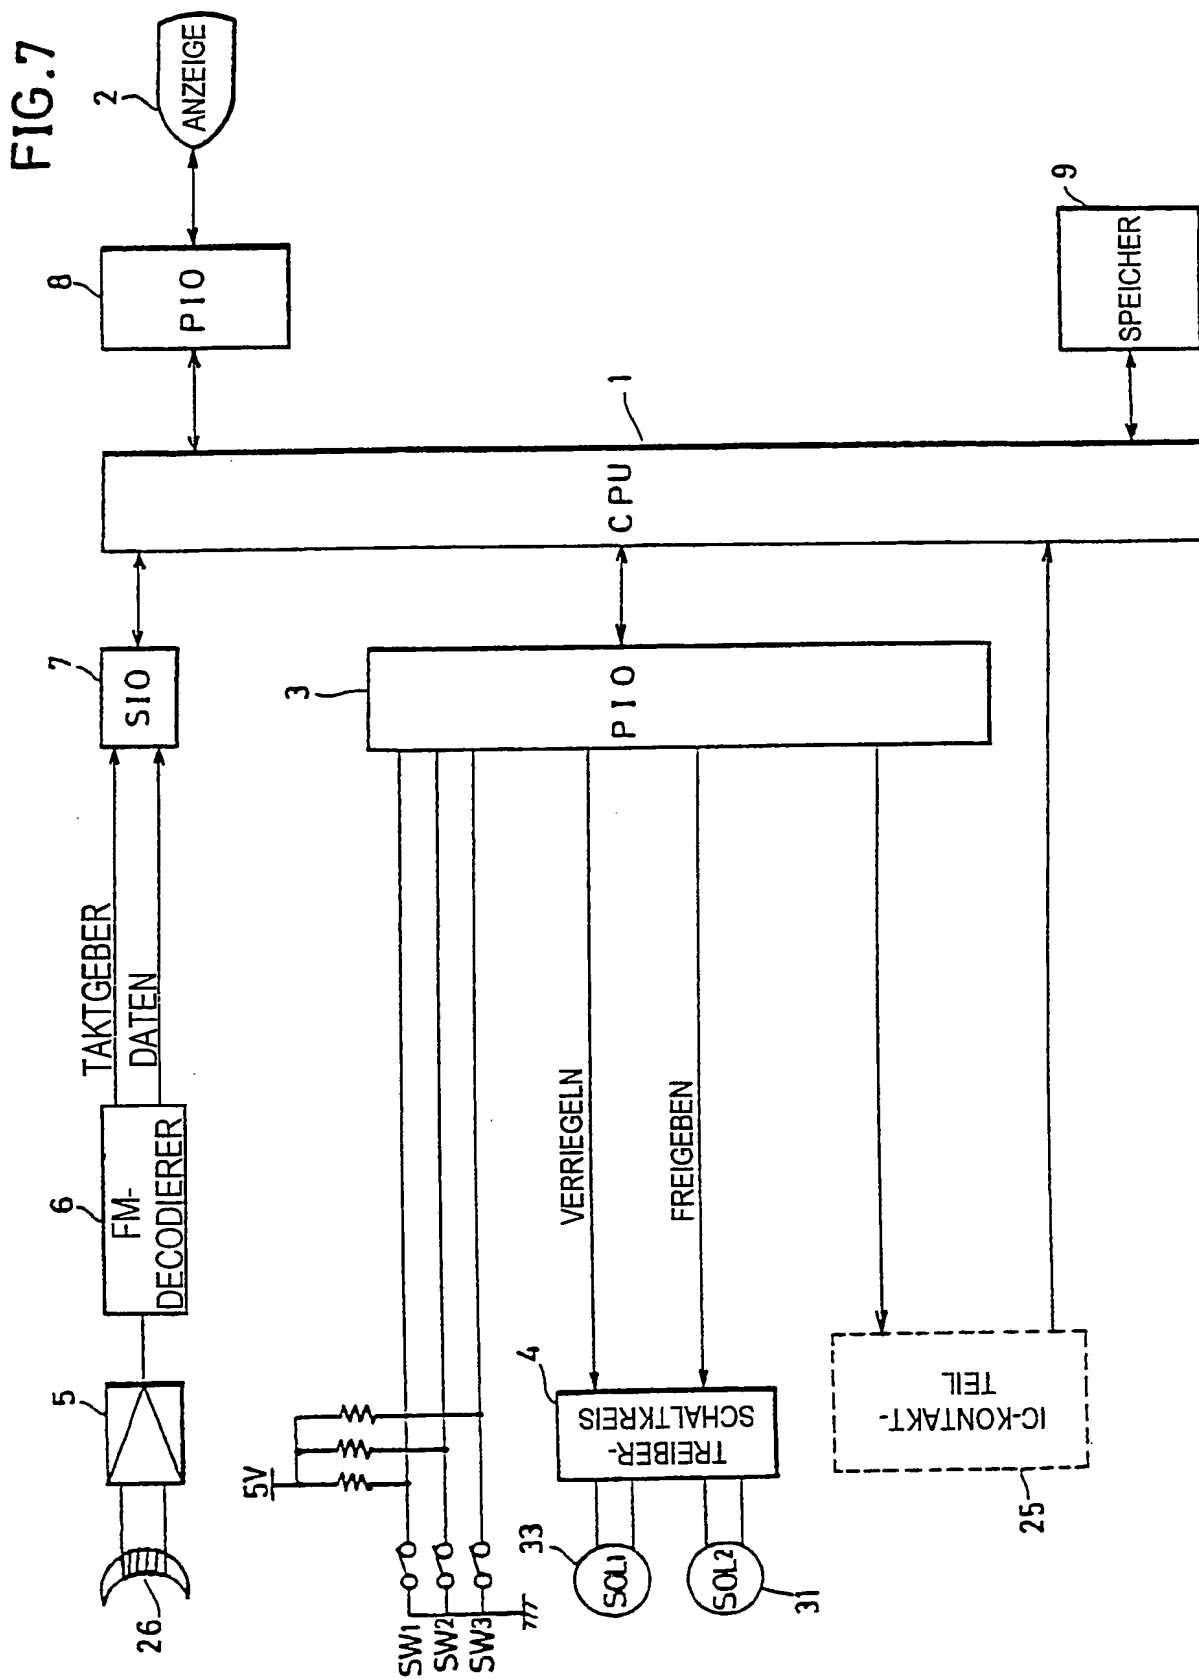 FIG.7
26
5
6
FM-
DECODIERER
TAKTGEBER
DATEN
7
SIO
8
PIO
2
ANZEIGE
5V
SW1
SW2
SW3
3
PIO
1
CPU
9
SPEICHER
33
SOL1
SOL2
31
4
TREIBER-
SCHALTKREIS
VERRIEGELN
FREIGEBEN
25
IC-KONTAKT-
TEIL